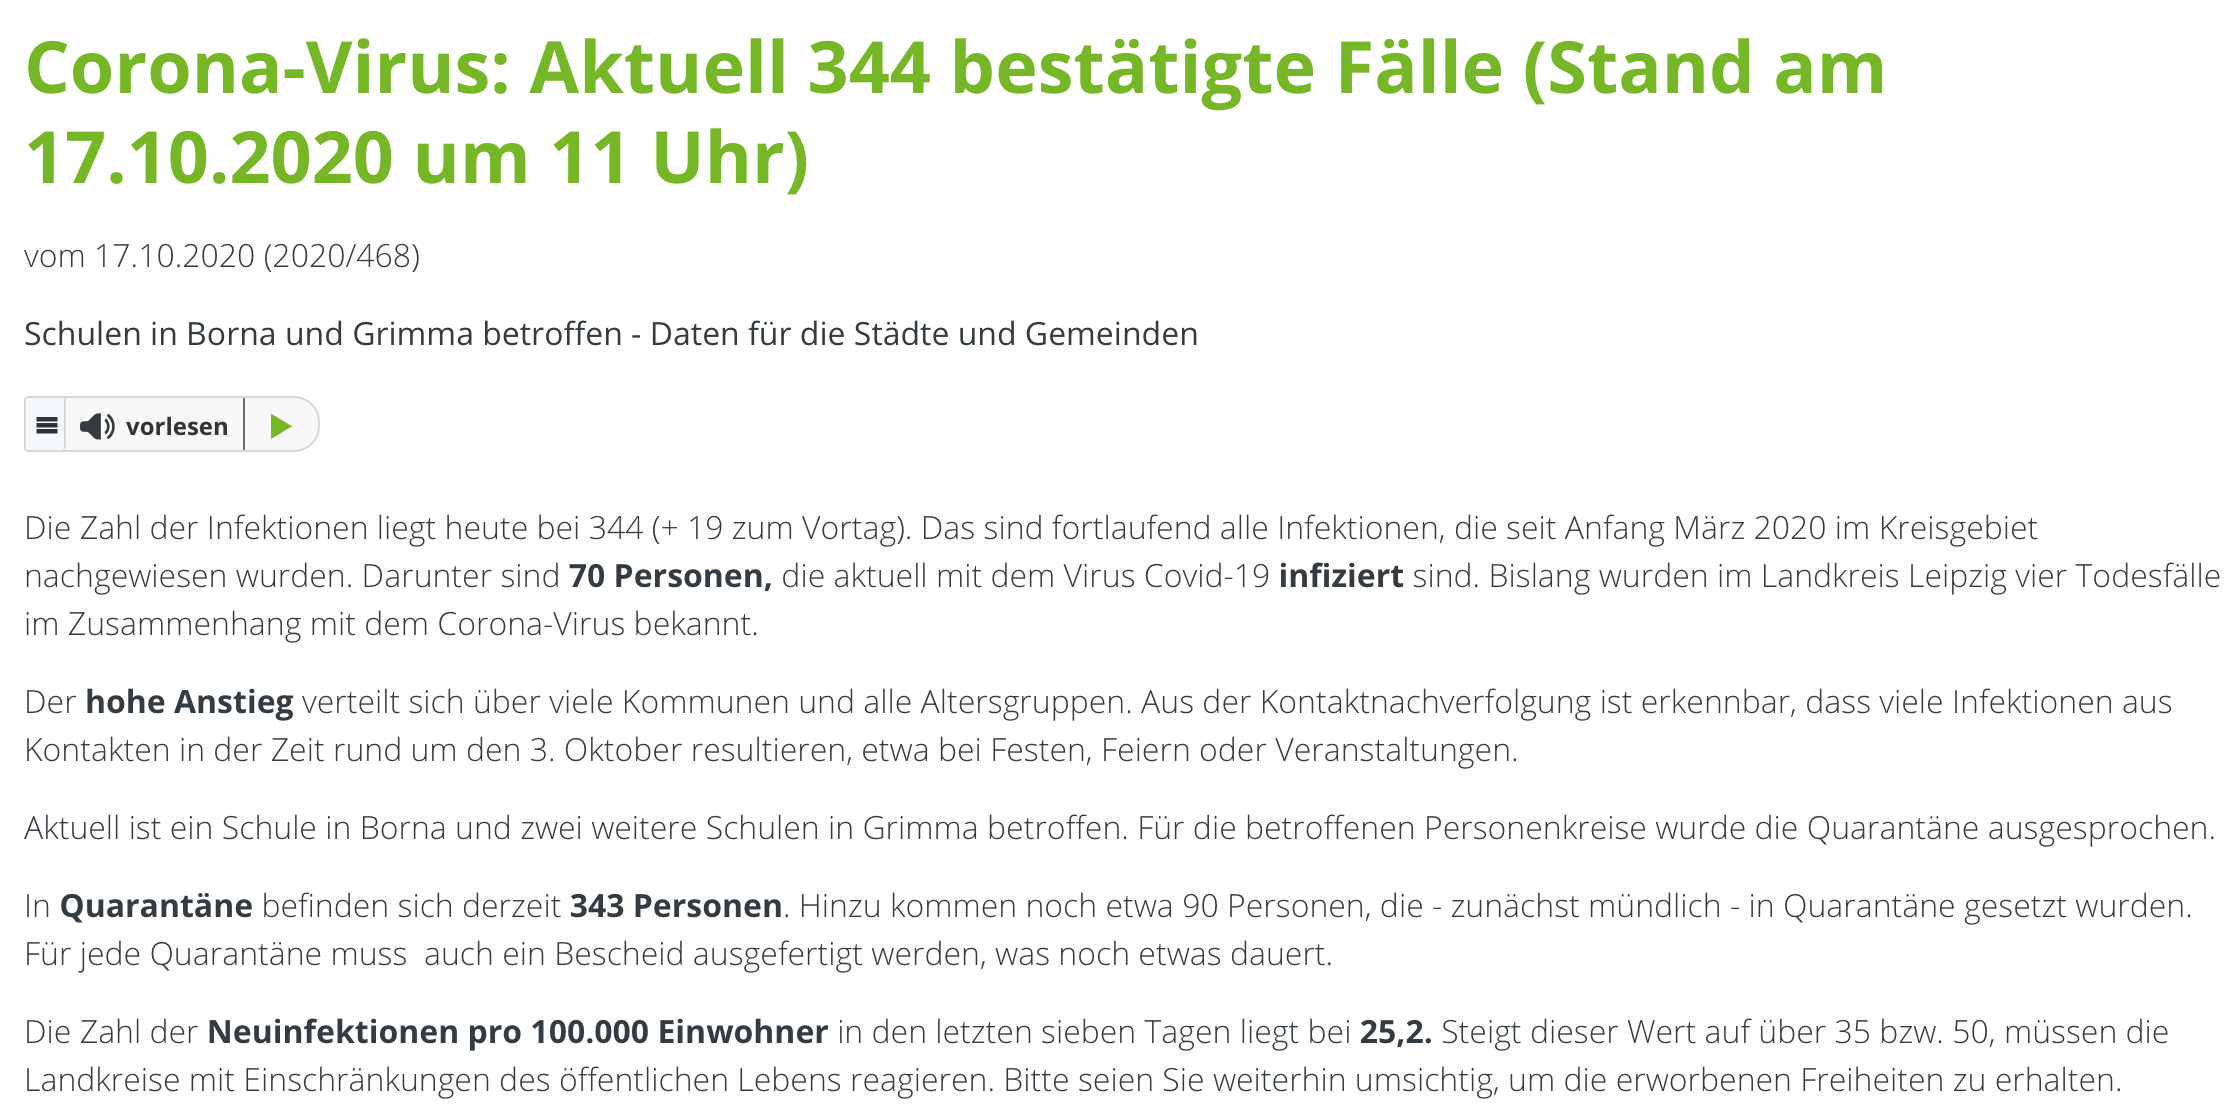 Corona-Virus: Aktuell 344 bestätigte Fälle (Stand am
17.10.2020 um 11 Uhr)
vom 17.10.2020 (2020/468)
Schulen in Borna und Grimma betroffen - Daten für die Städte und Gemeinden
vorlesen
Die Zahl der Infektionen liegt heute bei 344 (+ 19 zum Vortag). Das sind fortlaufend alle Infektionen, die seit Anfang März 2020 im Kreisgebiet
nachgewiesen wurden. Darunter sind 70 Personen, die aktuell mit dem Virus Covid-19 infiziert sind. Bislang wurden im Landkreis Leipzig vier Todesfälle
im Zusammenhang mit dem Corona-Virus bekannt.
Der hohe Anstieg verteilt sich über viele Kommunen und alle Altersgruppen. Aus der Kontaktnachverfolgung ist erkennbar, dass viele Infektionen aus
Kontakten in der Zeit rund um den 3. Oktober resultieren, etwa bei Festen, Feiern oder Veranstaltungen.
Aktuell ist ein Schule in Borna und zwei weitere Schulen in Grimma betroffen. Für die betroffenen Personenkreise wurde die Quarantäne ausgesprochen.
In Quarantäne befinden sich derzeit 343 Personen. Hinzu kommen noch etwa 90 Personen, die - zunächst mündlich - in Quarantäne gesetzt wurden.
Für jede Quarantäne muss  auch ein Bescheid ausgefertigt werden, was noch etwas dauert.
Die Zahl der Neuinfektionen pro 100.000 Einwohner in den letzten sieben Tagen liegt bei 25,2. Steigt dieser Wert auf über 35 bzw. 50, müssen die
Landkreise mit Einschränkungen des öffentlichen Lebens reagieren. Bitte seien Sie weiterhin umsichtig, um die erworbenen Freiheiten zu erhalten.